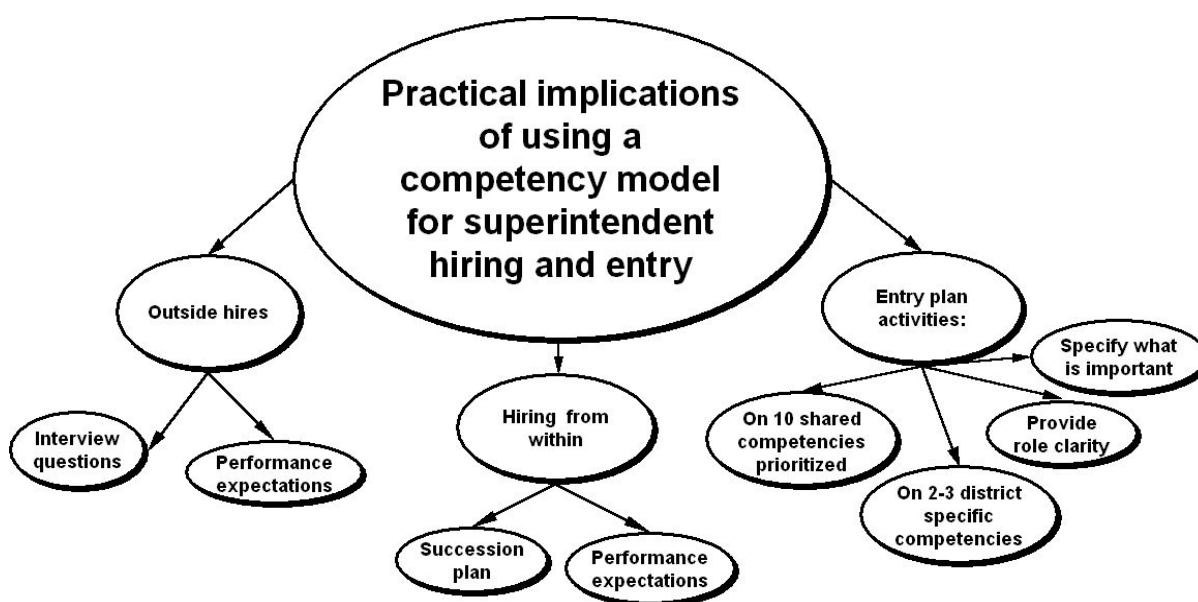 Practical implications
of using a
competency model
for superintendent
hiring and entry
Outside hires
Interview
questions
Performance
expectations
Hiring from
within
Succession
plan
Performance
expectations
Entry plan
activities:
On 10 shared
competencies
prioritized
On 2-3 district
specific
competencies
Provide
role clarity
Specify what
is important